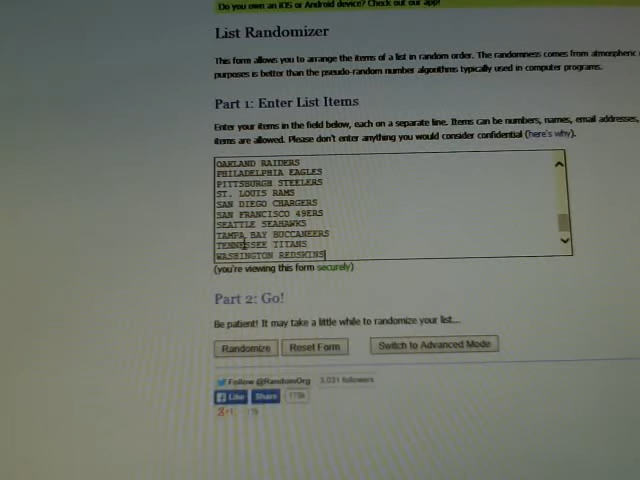 Do you own an iOS or Android device? Check out our app!
List Randomizer
This form allows you to arrange the items of a list in random order. The randomness comes from atmospheric
purposes is better than the pseudo-random number algorithms typically used in computer programs.
Part 1: Enter List Items
Enter your items in the field below, each on a separate line. Items can be numbers, names, email addresses,
items are allowed. Please don't enter anything you would consider confidential (here's why).
OAKLAND RAIDERS
PHILADELPHIA EAGLES
PITTSBURGH STEELERS
ST. LOUIS RAMS
SAN DIEGO CHARGERS
SAN FRANCISCO 49ERS
SEATTLE SEAHAWKS
TAMPA BAY BUCCANEERS
TENNESSEE TITANS
WASHINGTON REDSKINS
(you're viewing this form securely)
Part 2: Go!
Be patient! It may take a little while to randomize your list...
Randomize Reset Form Switch to Advanced Mode
Follow @RandomOrg 3,031 followers
Like Share
g+1